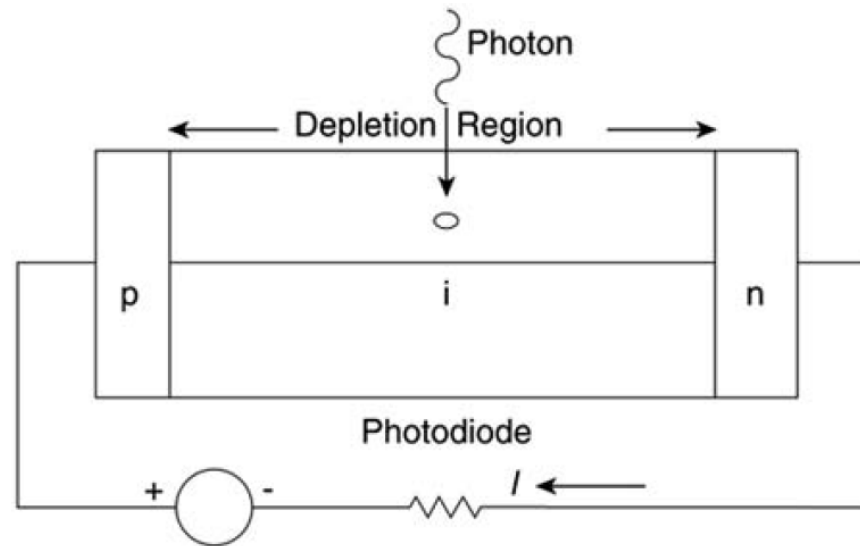 Photon
Depletion Region
p
i
n
Photodiode
+ - I